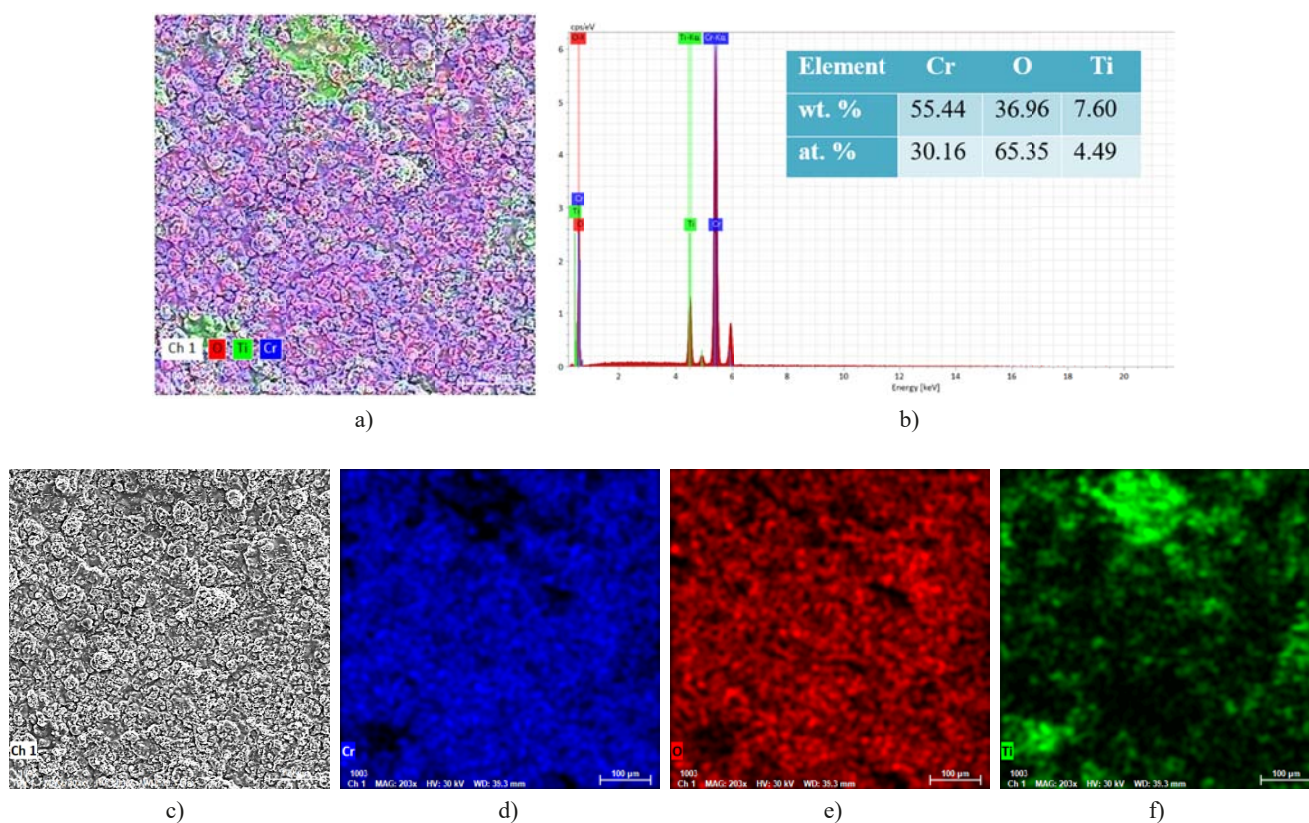 Ch 1 O Ti Cr
a)
cps/eV
Ti-Kα Cr-Kα
6
5
4
3
2
1
0
Cr
Ti
O
Ti
Cr
2 4 6 8 10 12 14 16 18 20
Energy [keV]
Element Cr O Ti
wt. % 55.44 36.96 7.60
at. % 30.16 65.35 4.49
b)
Ch 1
c)
Cr
1003
Ch 1 MAG: 203x HV: 30 kV WD: 39.3 mm
100 µm
d)
O
1003
Ch 1 MAG: 203x HV: 30 kV WD: 39.3 mm
100 µm
e)
Ti
1003
Ch 1 MAG: 203x HV: 30 kV WD: 39.3 mm
100 µm
f)